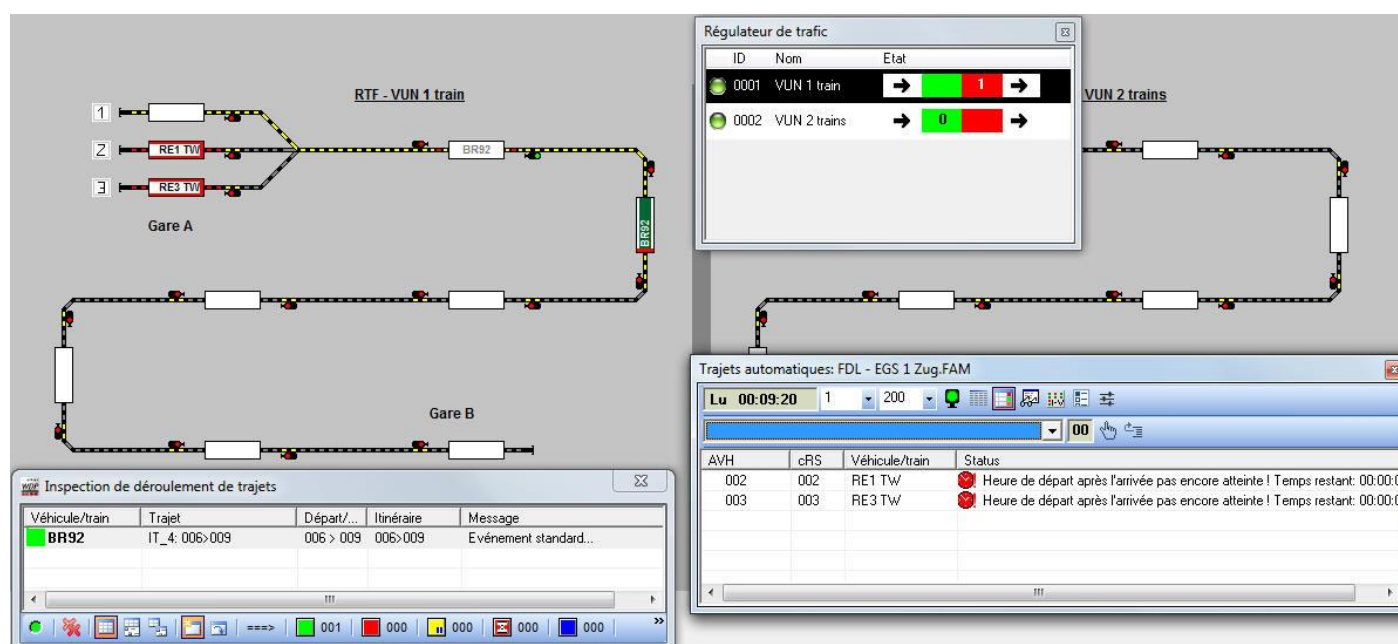 Régulateur de trafic
ID Nom Etat
0001 VUN 1 train 1
0002 VUN 2 trains 0
RTF - VUN 1 train
VUN 2 trains
1
2 RE1 TW
3 RE3 TW
BR92
BR92
Gare A
Gare B
Trajets automatiques: FDL - EGS 1 Zug.FAM
Lu 00:09:20 1 200
00
AVH cRS Véhicule/train Status
002 002 RE1 TW Heure de départ après l'arrivée pas encore atteinte ! Temps restant: 00:00:0
003 003 RE3 TW Heure de départ après l'arrivée pas encore atteinte ! Temps restant: 00:00:0
Inspection de déroulement de trajets
Véhicule/train Trajet Départ/... Itinéraire Message
BR92 IT_4: 006>009 006 > 009 006>009 Evénement standard...
===> 001 000 000 000 000 »